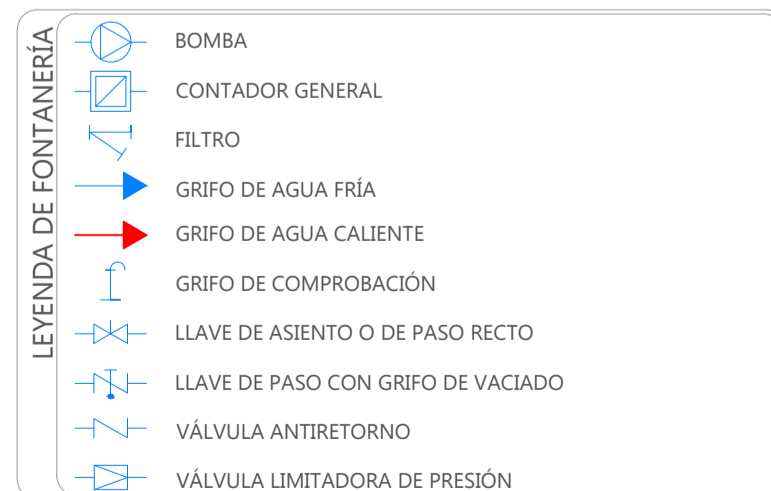 LEYENDA DE FONTANERÍA
BOMBA
CONTADOR GENERAL
FILTRO
GRIFO DE AGUA FRÍA
GRIFO DE AGUA CALIENTE
GRIFO DE COMPROBACIÓN
LLAVE DE ASIENTO O DE PASO RECTO
LLAVE DE PASO CON GRIFO DE VACIADO
VÁLVULA ANTIRETORNO
VÁLVULA LIMITADORA DE PRESIÓN